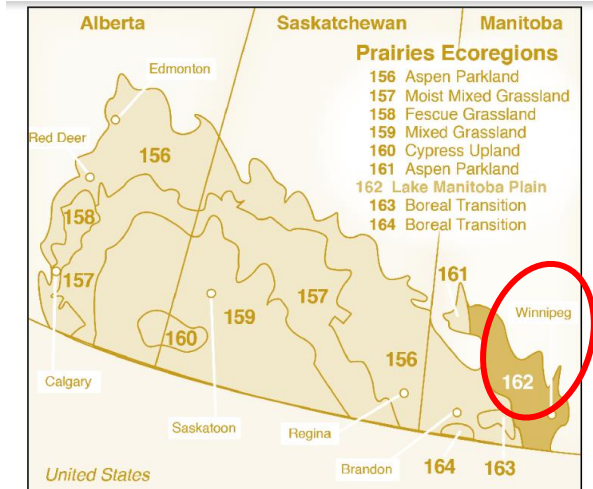 Alberta
Saskatchewan
Manitoba
Prairies Ecoregions
156 Aspen Parkland
157 Moist Mixed Grassland
158 Fescue Grassland
159 Mixed Grassland
160 Cypress Upland
161 Aspen Parkland
162 Lake Manitoba Plain
163 Boreal Transition
164 Boreal Transition
Edmonton
Red Deer
156
158
157
161
157
Winnipeg
159
160
156
162
Calgary
Saskatoon
Regina
Brandon
164
163
United States